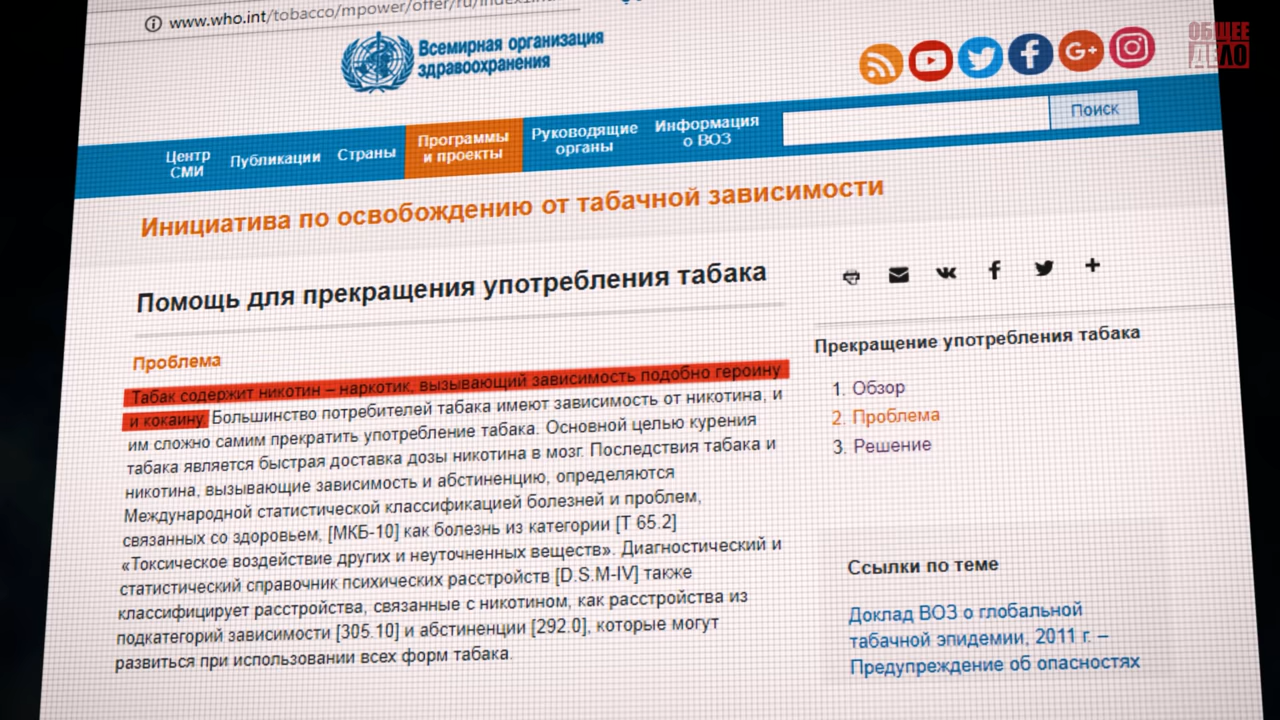 www.who.int/tobacco/mpower/offer/ru/index1.
ОБЩЕЕ
ДЕЛО
Всемирная организация
здравоохранения
Центр
СМИ
Публикации
Страны
Программы
и проекты
Руководящие
органы
Информация
о ВОЗ
Поиск
Инициатива по освобождению от табачной зависимости
Помощь для прекращения употребления табака
Проблема
Табак содержит никотин – наркотик, вызывающий зависимость подобно героину
и кокаину. Большинство потребителей табака имеют зависимость от никотина, и
им сложно самим прекратить употребление табака. Основной целью курения
табака является быстрая доставка дозы никотина в мозг. Последствия табака и
никотина, вызывающие зависимость и абстиненцию, определяются
Международной статистической классификацией болезней и проблем,
связанных со здоровьем, [МКБ-10] как болезнь из категории [T 65.2]
«Токсическое воздействие других и неуточненных веществ». Диагностический и
статистический справочник психических расстройств [D.S.M-IV] также
классифицирует расстройства, связанные с никотином, как расстройства из
подкатегорий зависимости [305.10] и абстиненции [292.0], которые могут
развиться при использовании всех форм табака.
Прекращение употребления табака
1. Обзор
2. Проблема
3. Решение
Ссылки по теме
Доклад ВОЗ о глобальной
табачной эпидемии, 2011 г. –
Предупреждение об опасностях